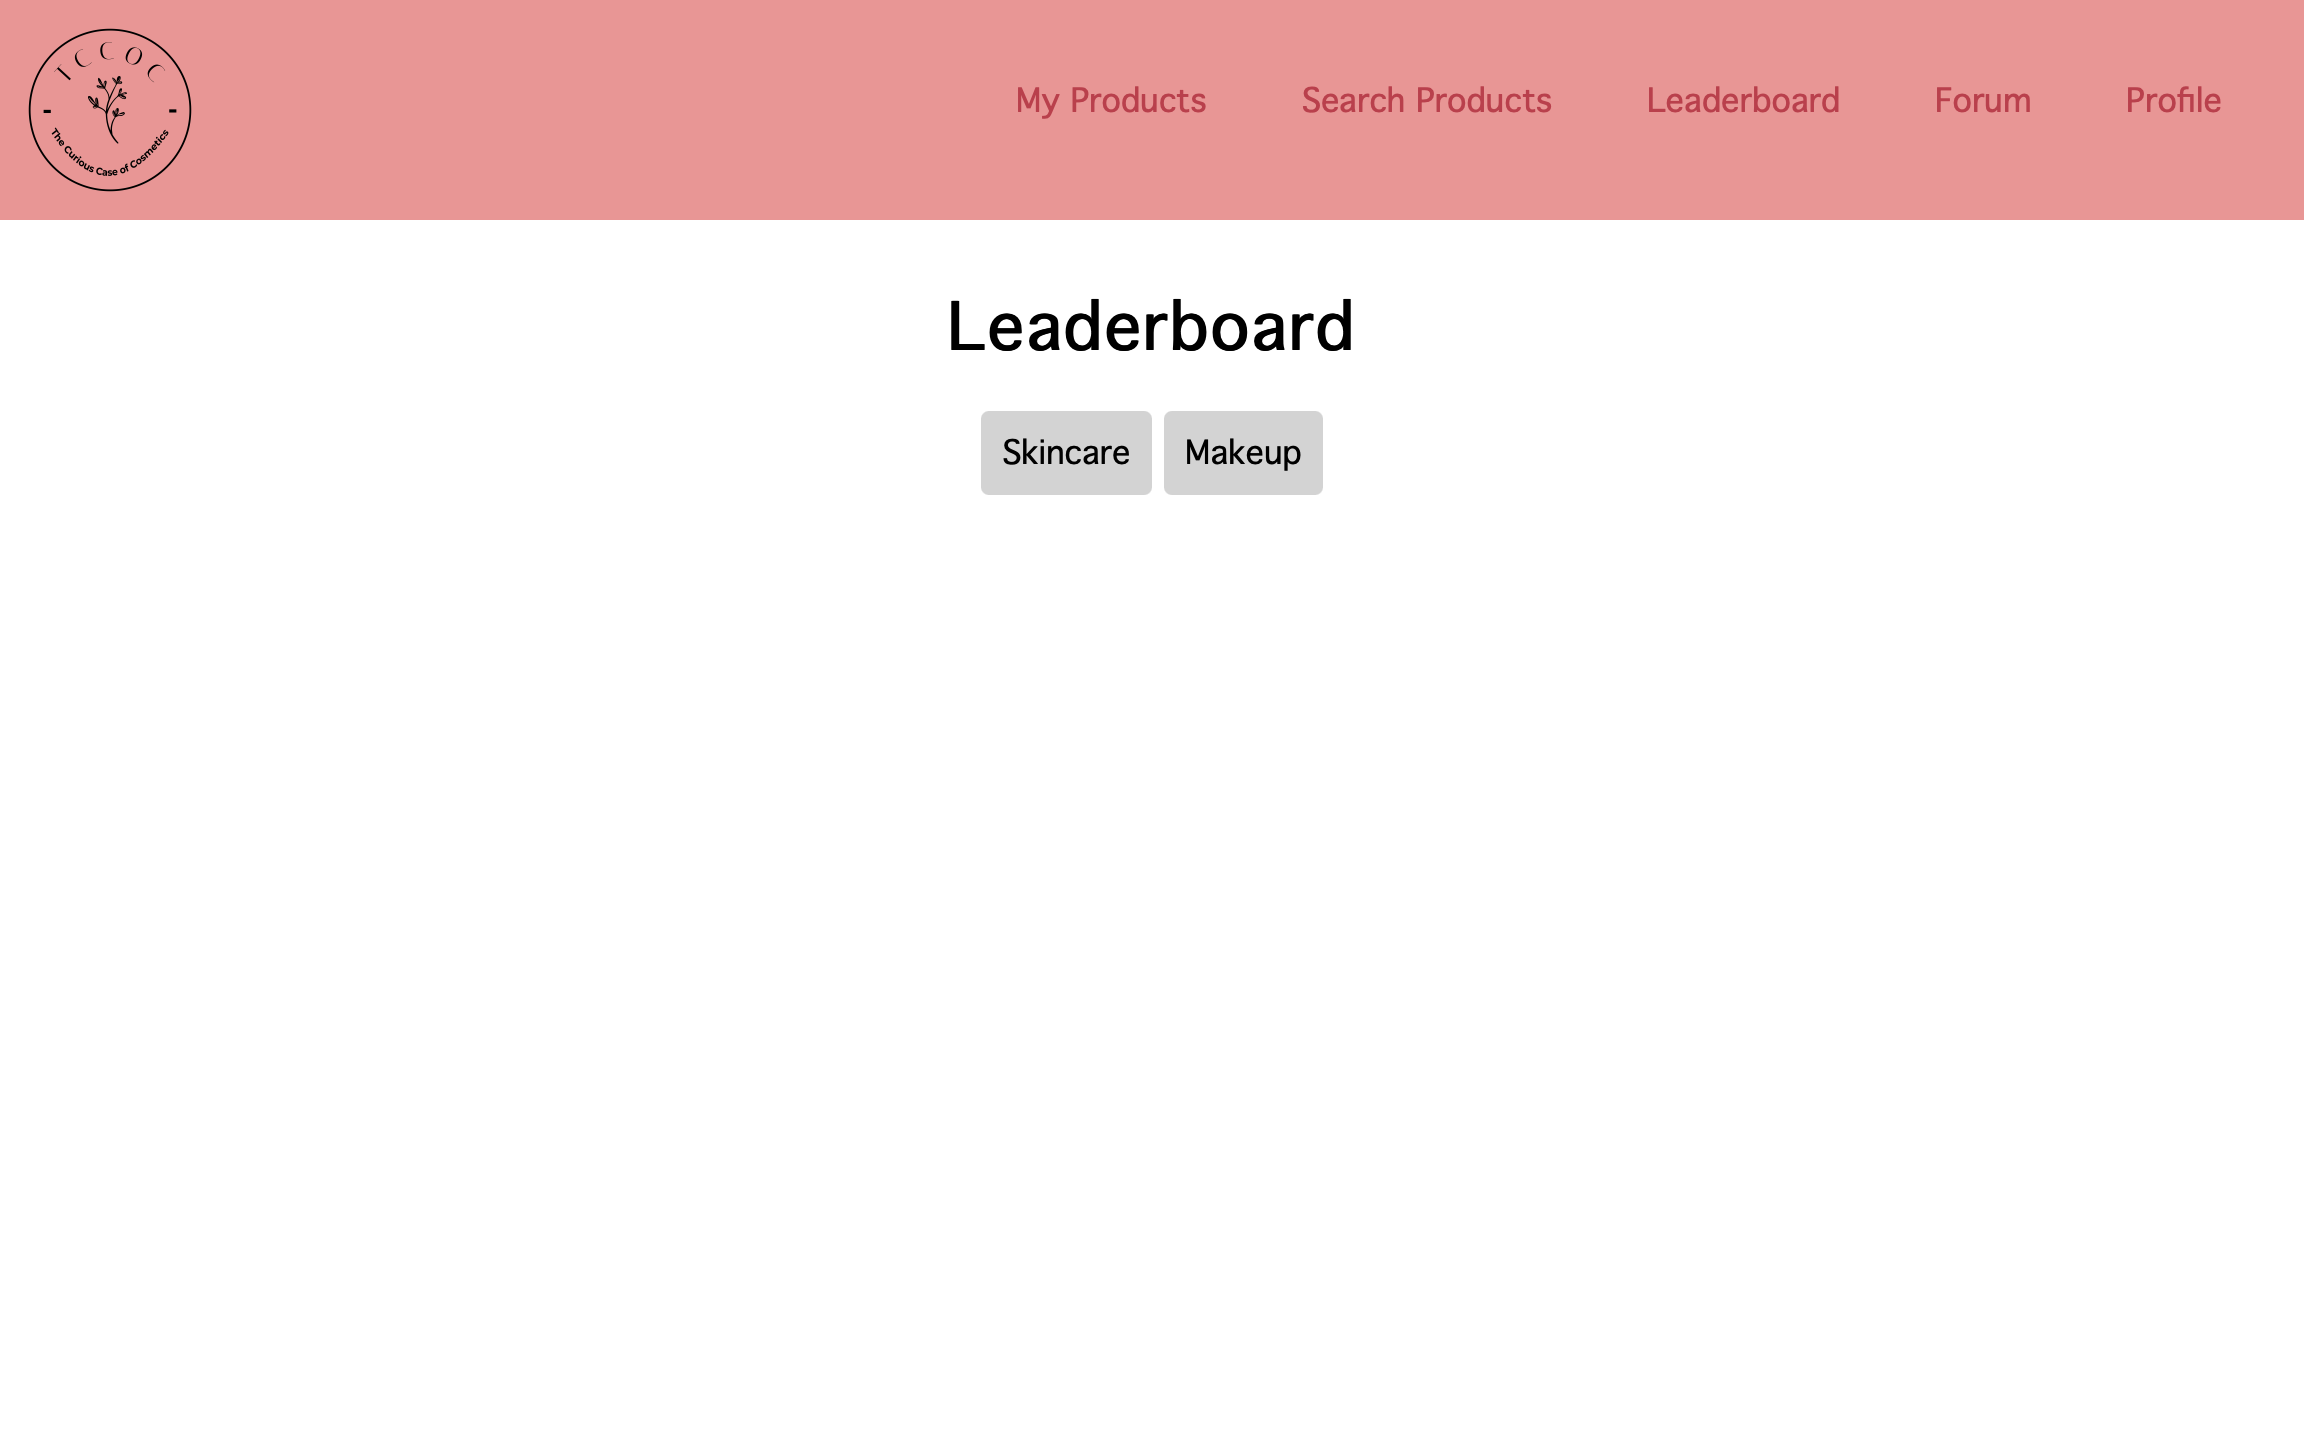 TCCOC
The Curious Case of Cosmetics
My Products
Search Products
Leaderboard
Forum
Profile
Leaderboard
Skincare
Makeup